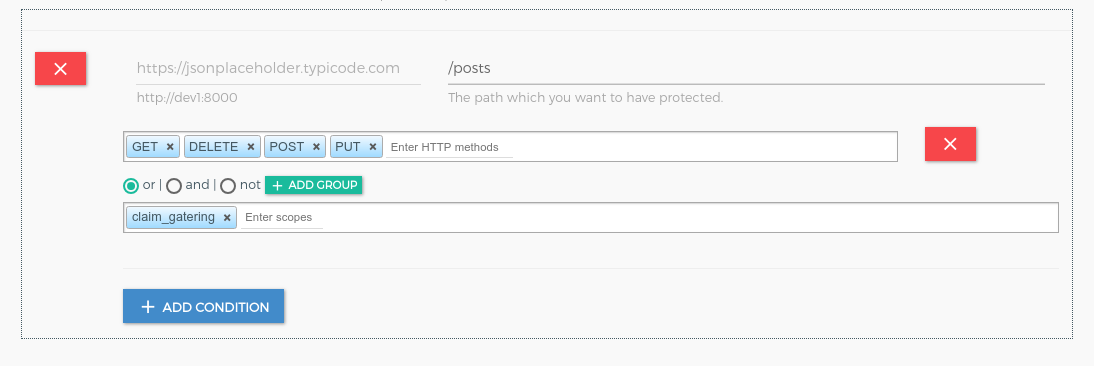 https://jsonplaceholder.typicode.com /posts
http://dev1:8000 The path which you want to have protected.
GET × DELETE × POST × PUT × Enter HTTP methods
or | and | not + ADD GROUP
claim_gatering × Enter scopes
+ ADD CONDITION